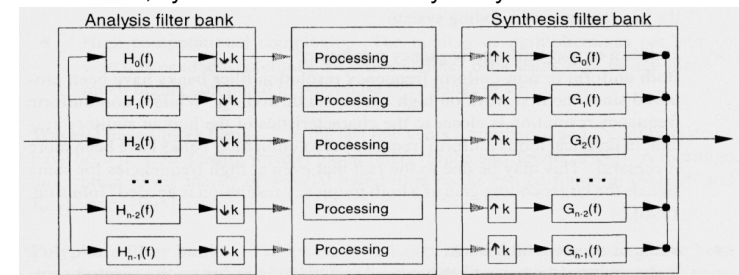 Analysis filter bank Synthesis filter bank
H0(f) ↓k Processing ↑k G0(f)
H1(f) ↓k Processing ↑k G1(f)
H2(f) ↓k Processing ↑k G2(f)
... ...
Hn-2(f) ↓k Processing ↑k Gn-2(f)
Hn-1(f) ↓k Processing ↑k Gn-1(f)